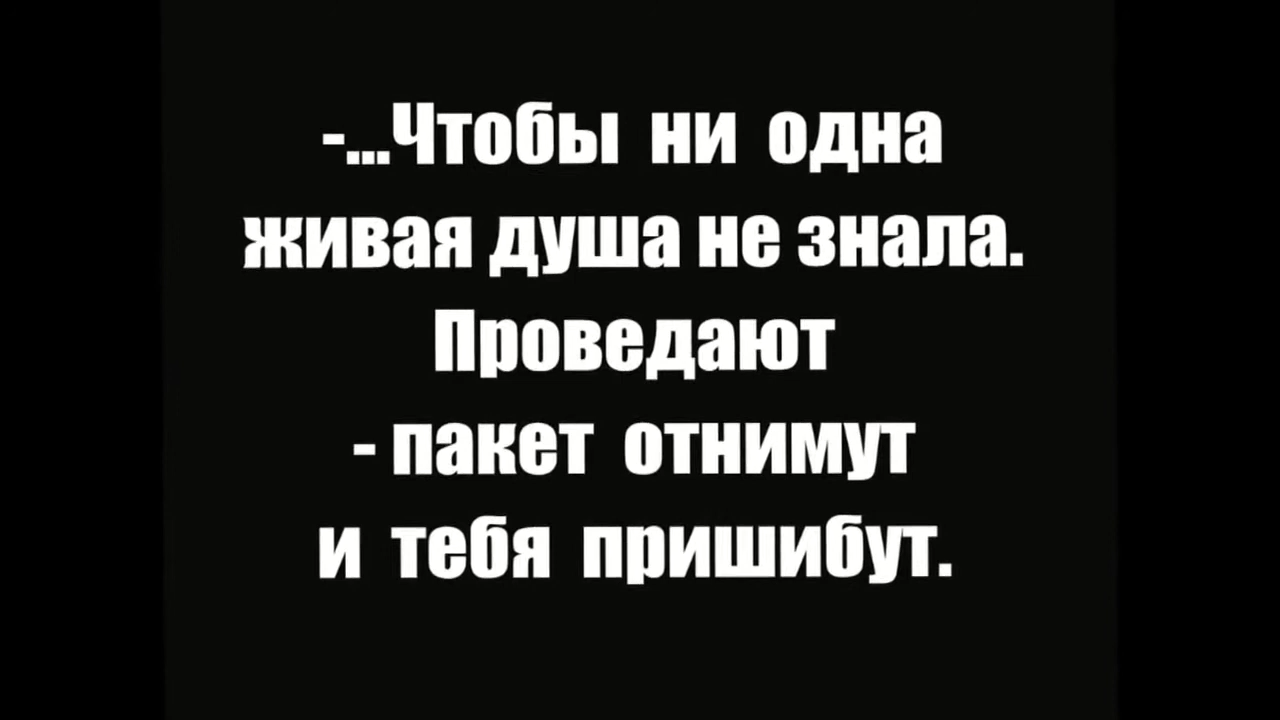 -...Чтобы ни одна
живая душа не знала.
Проведают
- пакет отнимут
и тебя пришибут.